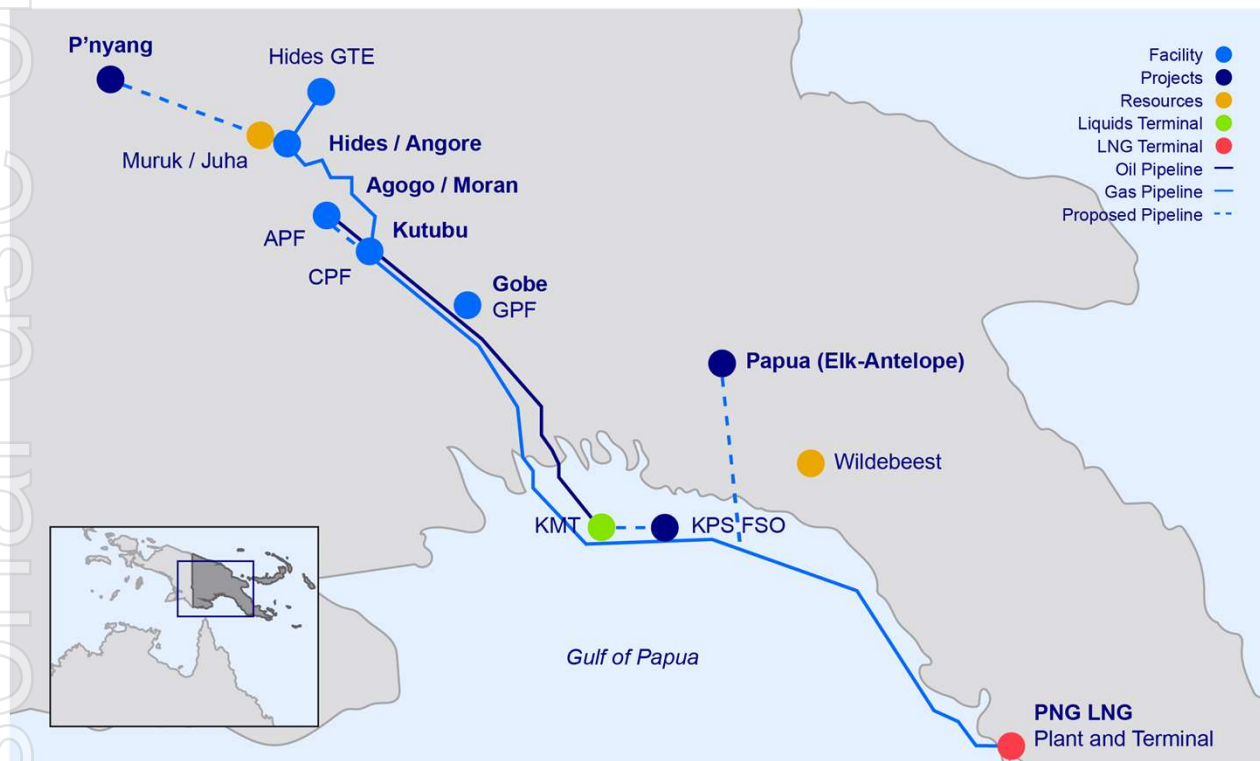 P'nyang
Hides GTE
Muruk / Juha
Hides / Angore
Agogo / Moran
APF
Kutubu
CPF
Gobe
GPF
Papua (Elk-Antelope)
Wildebeest
KMT
KPS FSO
Gulf of Papua
PNG LNG
Plant and Terminal
Facility
Projects
Resources
Liquids Terminal
LNG Terminal
Oil Pipeline
Gas Pipeline
Proposed Pipeline